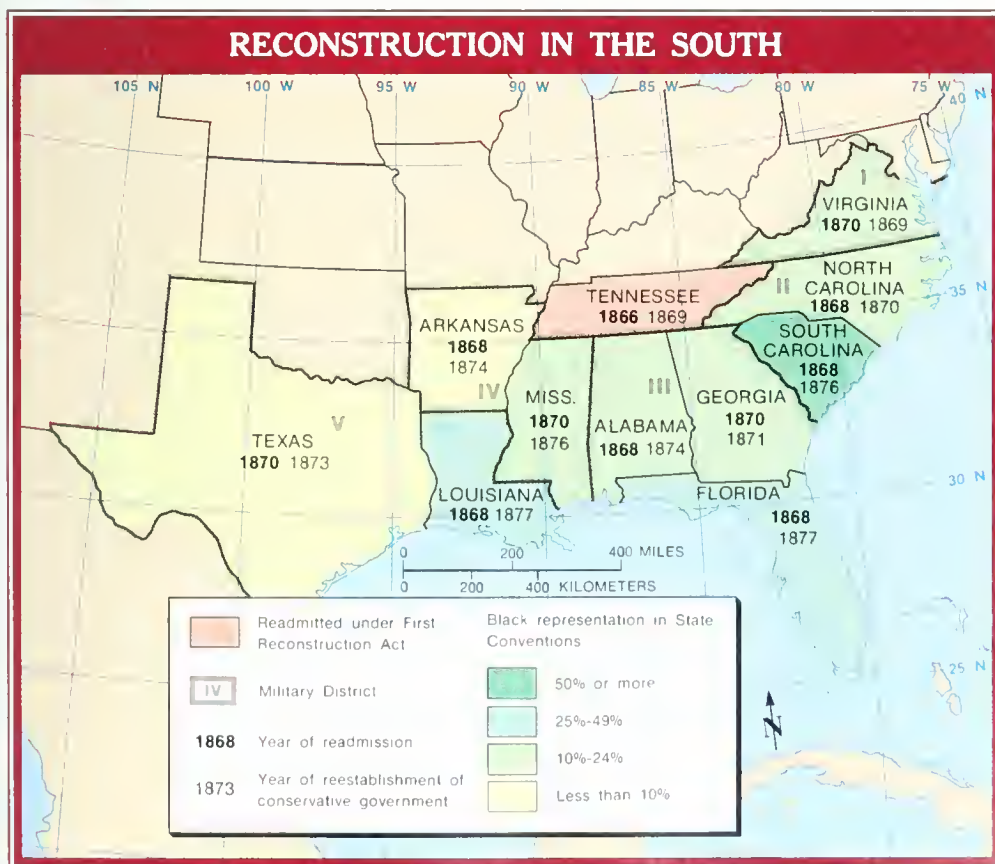 RECONSTRUCTION IN THE SOUTH
105 N
100 W
95 W
90 W
85 W
80 W
75 W
40 N
I
VIRGINIA
1870 1869
35 N
II
NORTH
CAROLINA
1868 1870
TENNESSEE
1866 1869
SOUTH
CAROLINA
1868
1876
ARKANSAS
1868
1874
IV
MISS.
1870
1876
III
ALABAMA
1868 1874
GEORGIA
1870
1871
V
TEXAS
1870 1873
30 N
LOUISIANA
1868 1877
FLORIDA
1868
1877
0 200 400 MILES
0 200 400 KILOMETERS
25 N
N
Readmitted under First
Reconstruction Act
IV Military District
1868 Year of readmission
1873 Year of reestablishment of
conservative government
Black representation in State
Conventions
50% or more
25%-49%
10%-24%
Less than 10%